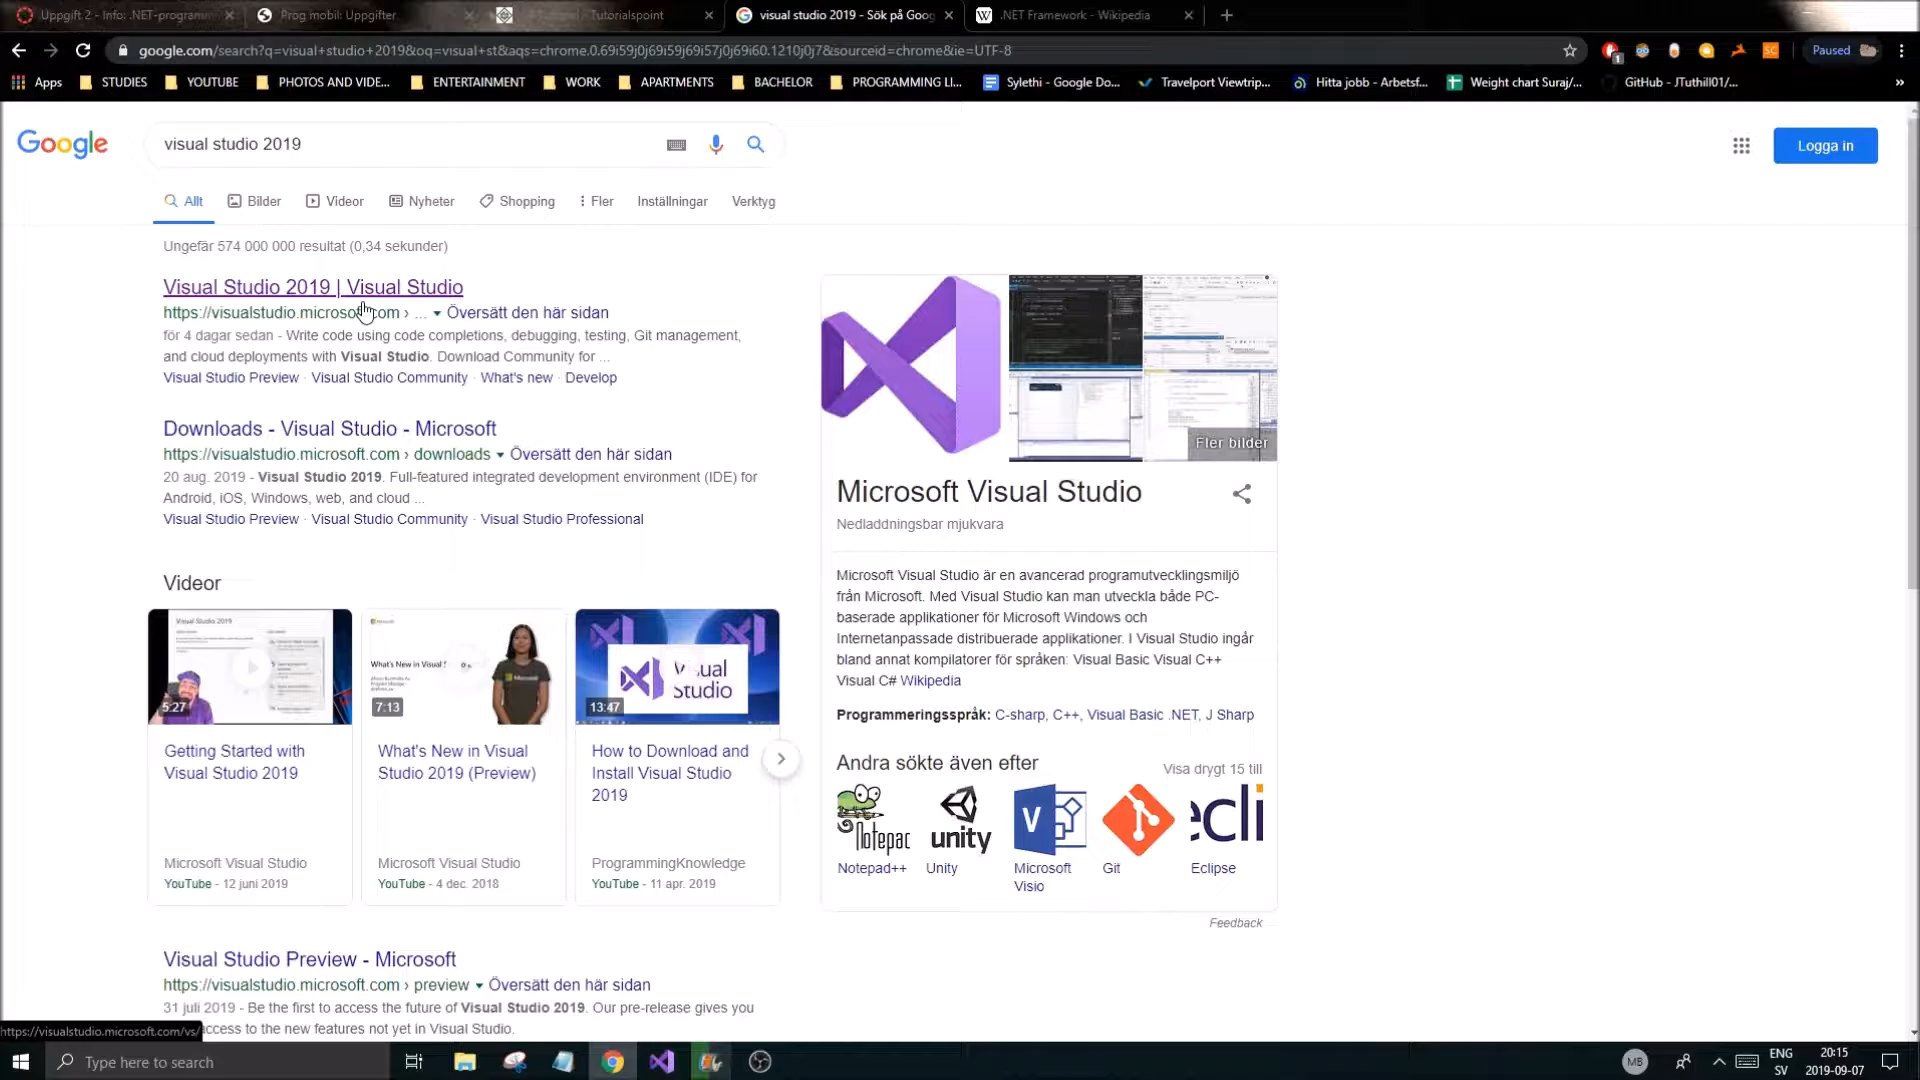 Uppgift 2 - Info: .NET-programm
Prog mobil: Uppgifter
Tutorialspoint
visual studio 2019 - Sök på Goog
.NET Framework - Wikipedia
google.com/search?q=visual+studio+2019&oq=visual+st&aqs=chrome.0.69i59j0j69i59j69i57j0j69i60.1210j0j7&sourceid=chrome&ie=UTF-8
Paused
Apps
STUDIES
YOUTUBE
PHOTOS AND VIDE...
ENTERTAINMENT
WORK
APARTMENTS
BACHELOR
PROGRAMMING LI...
Sylethi - Google Do...
Travelport Viewtrip...
Hitta jobb - Arbetsf...
Weight chart Suraj/...
GitHub - JTuthill01/...
Google
visual studio 2019
Logga in
Allt
Bilder
Videor
Nyheter
Shopping
Fler
Inställningar
Verktyg
Ungefär 574 000 000 resultat (0,34 sekunder)
Visual Studio 2019 | Visual Studio
https://visualstudio.microsoft.com › ... Översätt den här sidan
för 4 dagar sedan - Write code using code completions, debugging, testing, Git management,
and cloud deployments with Visual Studio. Download Community for ...
Visual Studio Preview · Visual Studio Community · What's new · Develop
Downloads - Visual Studio - Microsoft
https://visualstudio.microsoft.com › downloads Översätt den här sidan
20 aug. 2019 - Visual Studio 2019. Full-featured integrated development environment (IDE) for
Android, iOS, Windows, web, and cloud ...
Visual Studio Preview · Visual Studio Community · Visual Studio Professional
Videor
Visual Studio 2019
5:27
Getting Started with
Visual Studio 2019
Microsoft Visual Studio
YouTube - 12 juni 2019
What's New in Visual
7:13
What's New in Visual
Studio 2019 (Preview)
Microsoft Visual Studio
YouTube - 4 dec. 2018
Visual
Studio
13:47
How to Download and
Install Visual Studio
2019
ProgrammingKnowledge
YouTube - 11 apr. 2019
Visual Studio Preview - Microsoft
https://visualstudio.microsoft.com › preview Översätt den här sidan
31 juli 2019 - Be the first to access the future of Visual Studio 2019. Our pre-release gives you
access to the new features not yet in Visual Studio.
https://visualstudio.microsoft.com/vs/
Fler bilder
Microsoft Visual Studio
Nedladdningsbar mjukvara
Microsoft Visual Studio är en avancerad programutvecklingsmiljö
från Microsoft. Med Visual Studio kan man utveckla både PC-
baserade applikationer för Microsoft Windows och
Internetanpassade distribuerade applikationer. I Visual Studio ingår
bland annat kompilatorer för språken: Visual Basic Visual C++
Visual C# Wikipedia
Programmeringsspråk: C-sharp, C++, Visual Basic .NET, J Sharp
Andra sökte även efter
Visa drygt 15 till
Notepad++
Unity
Microsoft
Visio
Git
Eclipse
Notepac
unity
V
ecli
Feedback
Type here to search
MB
ENG
SV
20:15
2019-09-07